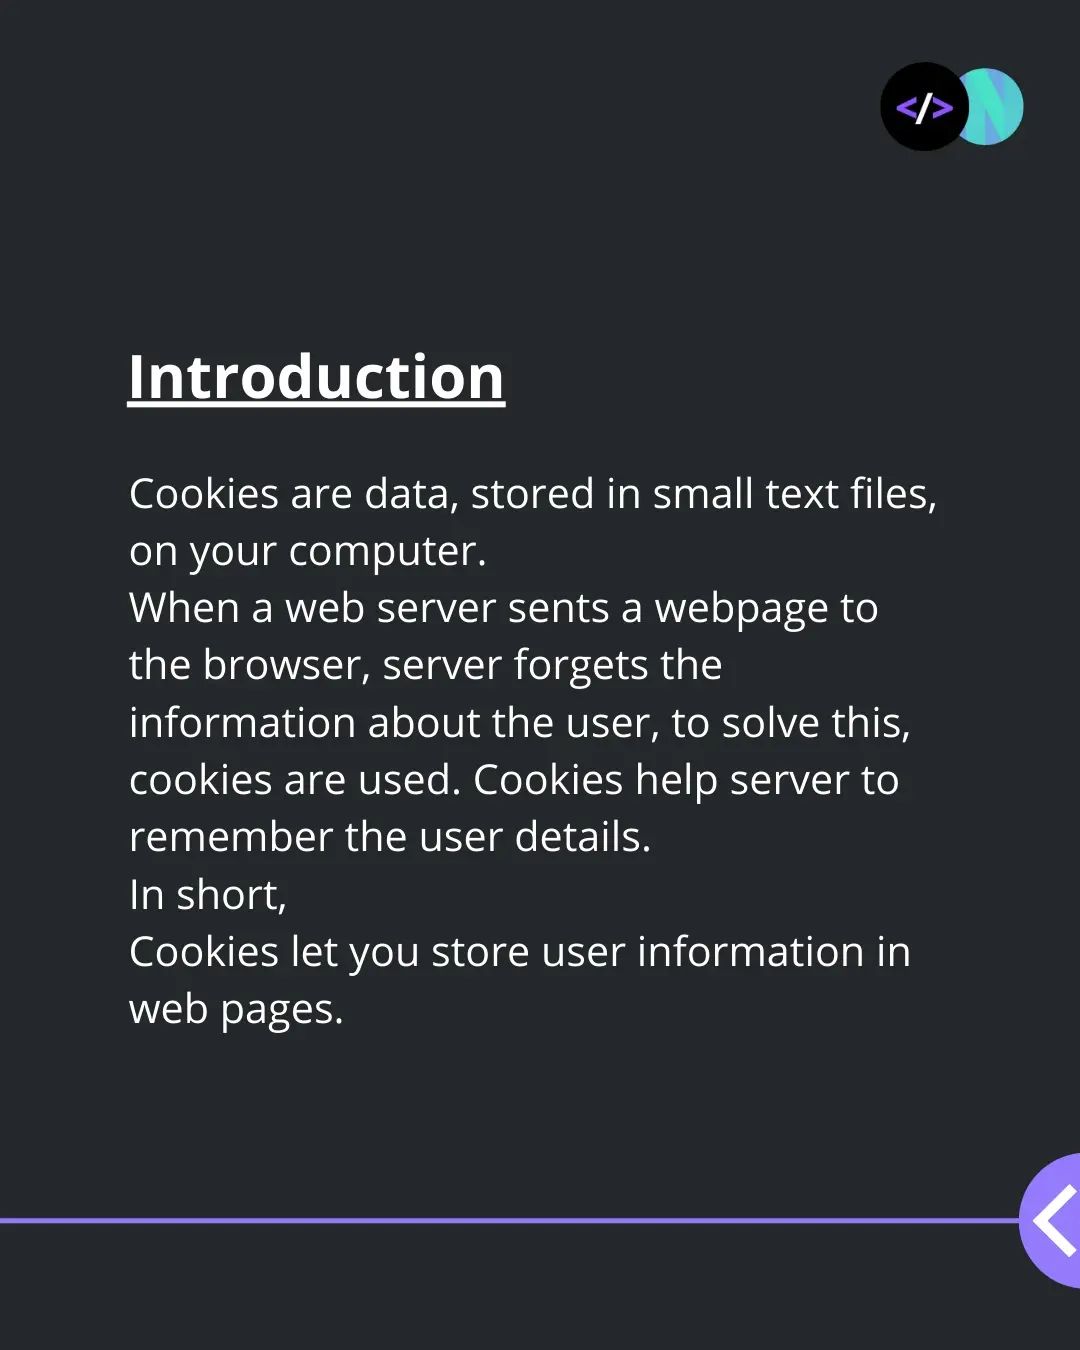 </>
N
Introduction
Cookies are data, stored in small text files,
on your computer.
When a web server sents a webpage to
the browser, server forgets the
information about the user, to solve this,
cookies are used. Cookies help server to
remember the user details.
In short,
Cookies let you store user information in
web pages.